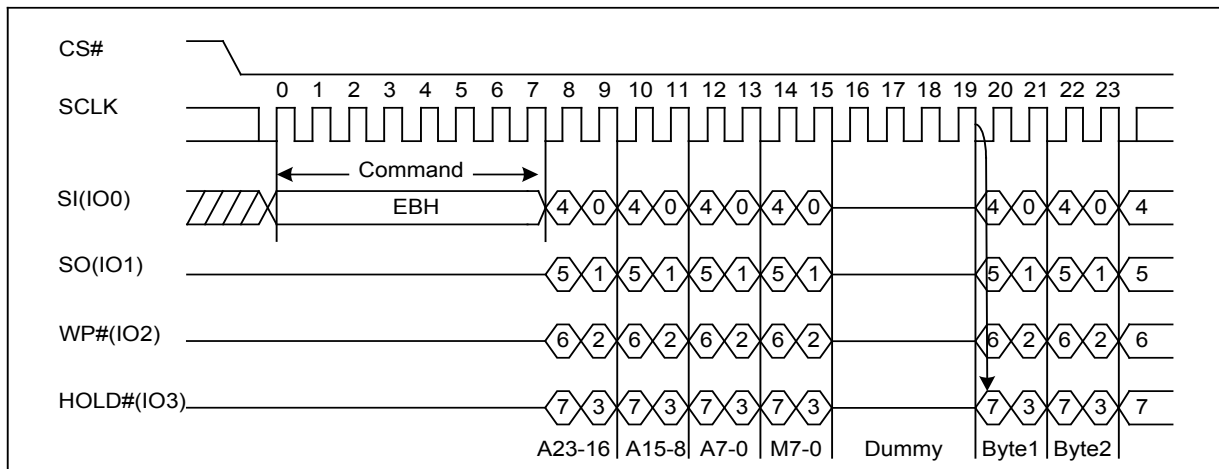 CS#
0 1 2 3 4 5 6 7 8 9 10 11 12 13 14 15 16 17 18 19 20 21 22 23
SCLK
Command
SI(IO0) EBH 4 0 4 0 4 0 4 0 4 0 4 0 4
SO(IO1) 5 1 5 1 5 1 5 1 5 1 5 1 5
WP#(IO2) 6 2 6 2 6 2 6 2 6 2 6 2 6
HOLD#(IO3) 7 3 7 3 7 3 7 3 7 3 7 3 7
A23-16 A15-8 A7-0 M7-0 Dummy Byte1 Byte2